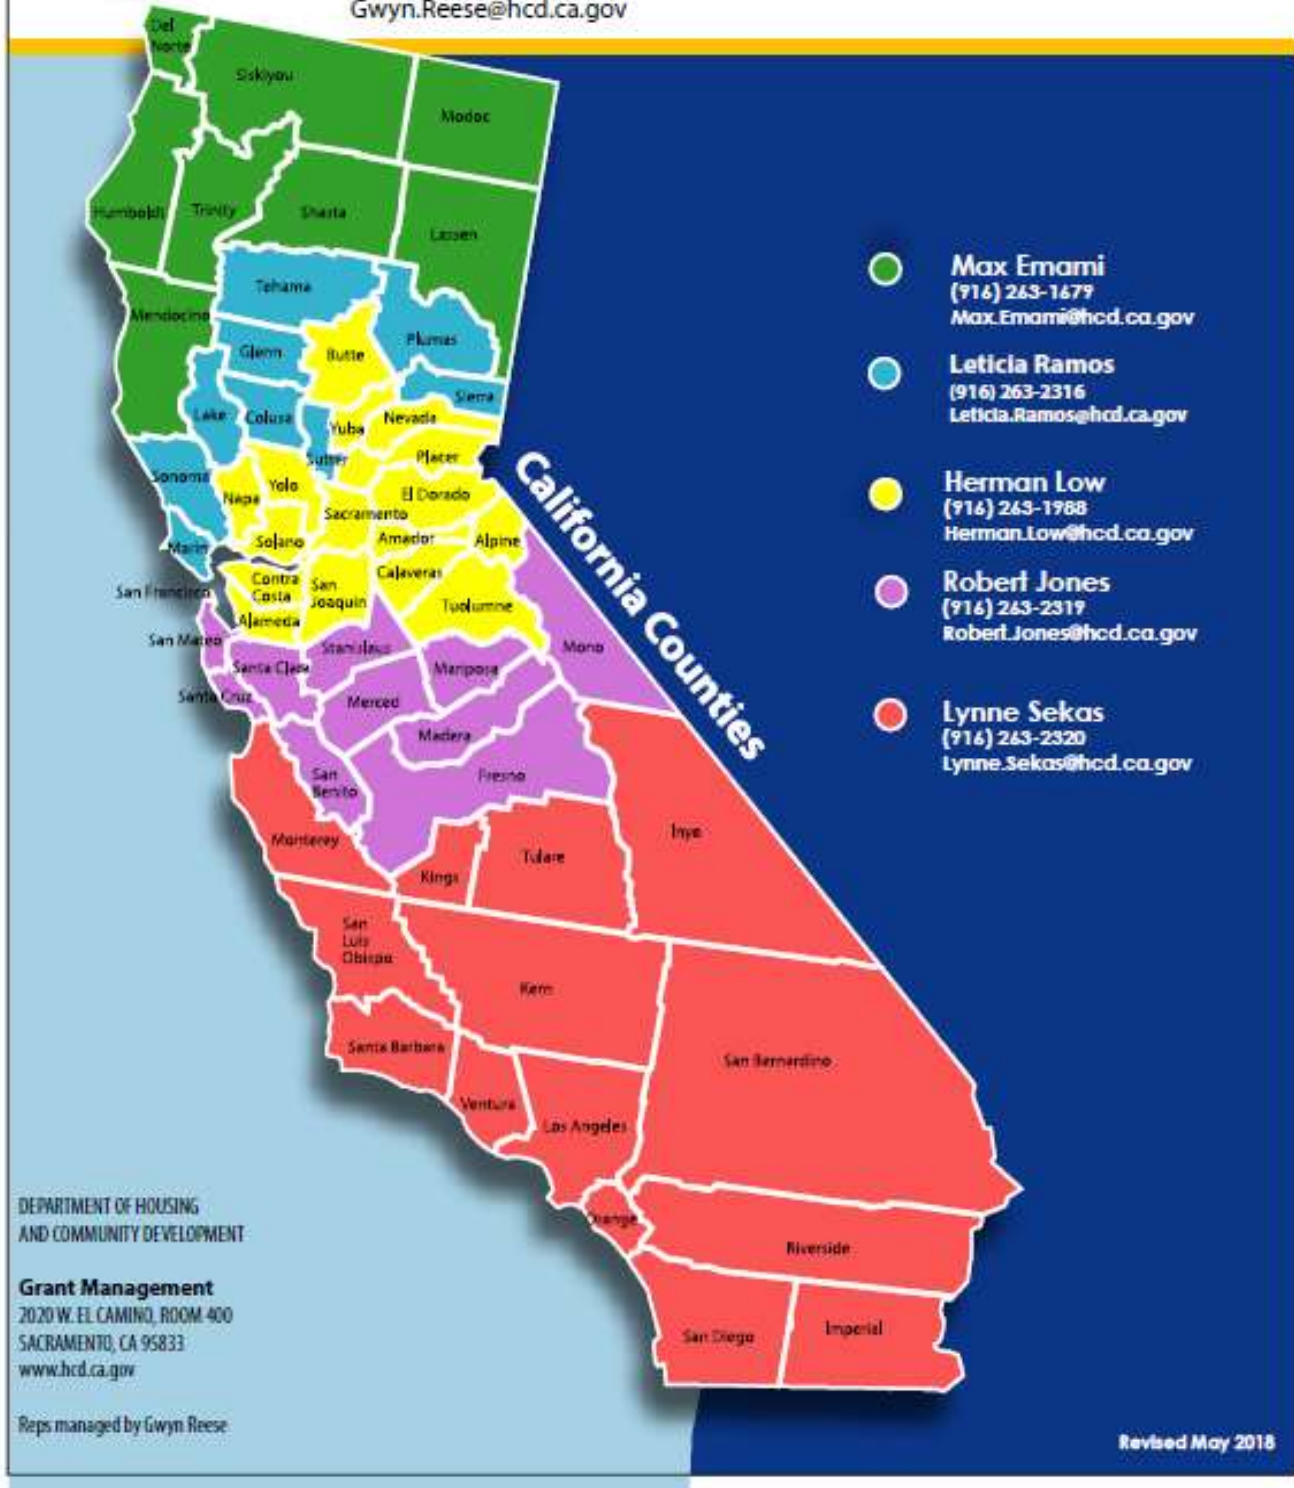 Gwyn.Reese@hcd.ca.gov
Del
Norte
Siskiyou
Modoc
Humboldt
Trinity
Shasta
Lassen
Tehama
Mendocino
Glenn
Butte
Plumas
Lake
Colusa
Sierra
Yuba
Nevada
Sutter
Placer
Sonoma
Napa
Yolo
El Dorado
Sacramento
Marin
Solano
Amador
Alpine
San Francisco
Contra
Costa
San
Joaquin
Calaveras
Tuolumne
Alameda
San Mateo
Stanislaus
Mono
Santa Clara
Mariposa
Santa Cruz
Merced
Madera
San
Benito
Fresno
Monterey
Kings
Tulare
Inyo
San
Luis
Obispo
Kern
Santa Barbara
San Bernardino
Ventura
Los Angeles
Orange
Riverside
San Diego
Imperial
California Counties
Max Emami
(916) 263-1679
Max.Emami@hcd.ca.gov
Leticia Ramos
(916) 263-2316
Leticia.Ramos@hcd.ca.gov
Herman Low
(916) 263-1988
Herman.Low@hcd.ca.gov
Robert Jones
(916) 263-2319
Robert.Jones@hcd.ca.gov
Lynne Sekas
(916) 263-2320
Lynne.Sekas@hcd.ca.gov
DEPARTMENT OF HOUSING
AND COMMUNITY DEVELOPMENT
Grant Management
2020 W. EL CAMINO, ROOM 400
SACRAMENTO, CA 95833
www.hcd.ca.gov
Reps managed by Gwyn Reese
Revised May 2018